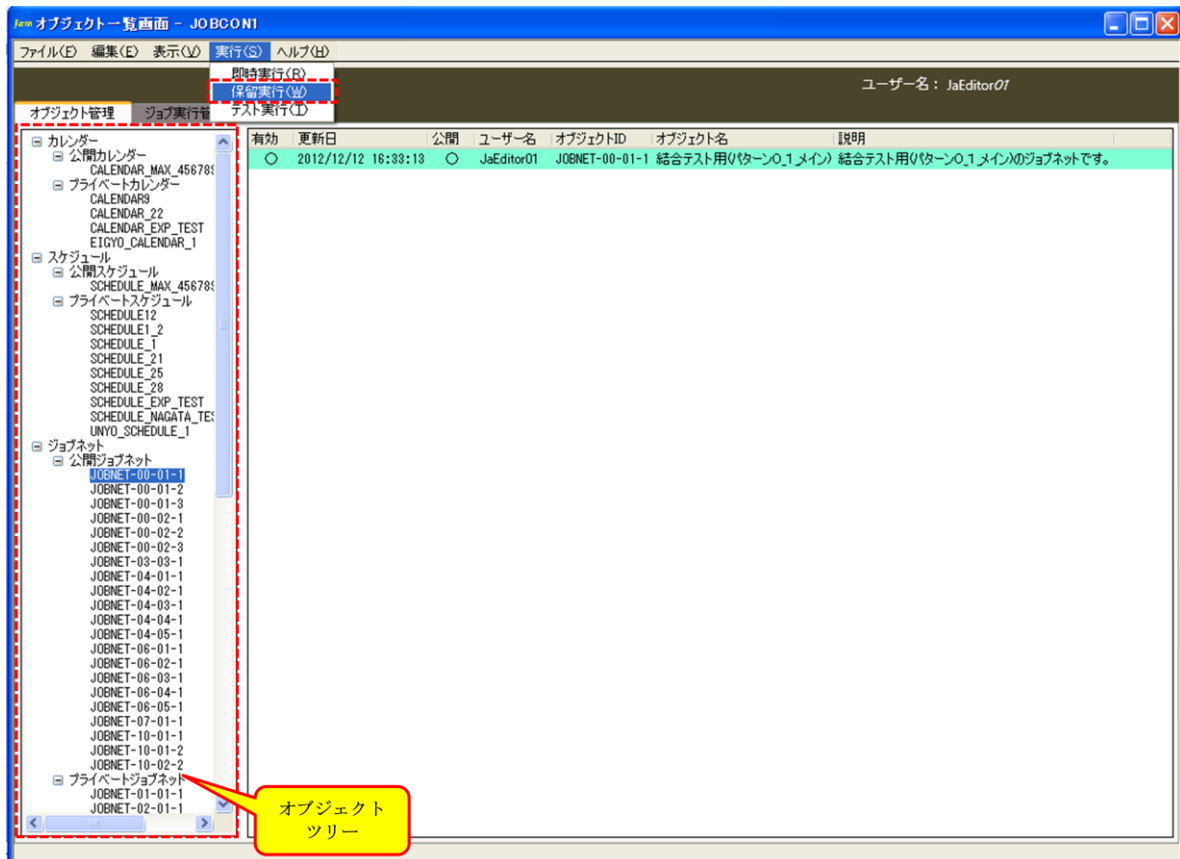 Jam オブジェクト一覧画面 - JOBCON1
ファイル(F) 編集(E) 表示(V) 実行(S) ヘルプ(H)
即時実行(R)
保留実行(W)
テスト実行(T)
ユーザー名： JaEditor01
オブジェクト管理 ジョブ実行管
カレンダー
公開カレンダー
CALENDAR_MAX_456789
プライベートカレンダー
CALENDAR9
CALENDAR_22
CALENDAR_EXP_TEST
EIGYO_CALENDAR_1
スケジュール
公開スケジュール
SCHEDULE_MAX_456789
プライベートスケジュール
SCHEDULE12
SCHEDULE1_2
SCHEDULE_1
SCHEDULE_21
SCHEDULE_25
SCHEDULE_28
SCHEDULE_EXP_TEST
SCHEDULE_NAGATA_TES
UNYO_SCHEDULE_1
ジョブネット
公開ジョブネット
JOBNET-00-01-1
JOBNET-00-01-2
JOBNET-00-01-3
JOBNET-00-02-1
JOBNET-00-02-2
JOBNET-00-02-3
JOBNET-03-03-1
JOBNET-04-01-1
JOBNET-04-02-1
JOBNET-04-03-1
JOBNET-04-04-1
JOBNET-04-05-1
JOBNET-06-01-1
JOBNET-06-02-1
JOBNET-06-03-1
JOBNET-06-04-1
JOBNET-06-05-1
JOBNET-07-01-1
JOBNET-10-01-1
JOBNET-10-01-2
JOBNET-10-02-2
プライベートジョブネット
JOBNET-01-01-1
JOBNET-02-01-1
有効 更新日 公開 ユーザー名 オブジェクトID オブジェクト名 説明
○ 2012/12/12 16:33:13 ○ JaEditor01 JOBNET-00-01-1 結合テスト用(パターン0_1_メイン) 結合テスト用(パターン0_1_メイン)のジョブネットです。
オブジェクト
ツリー